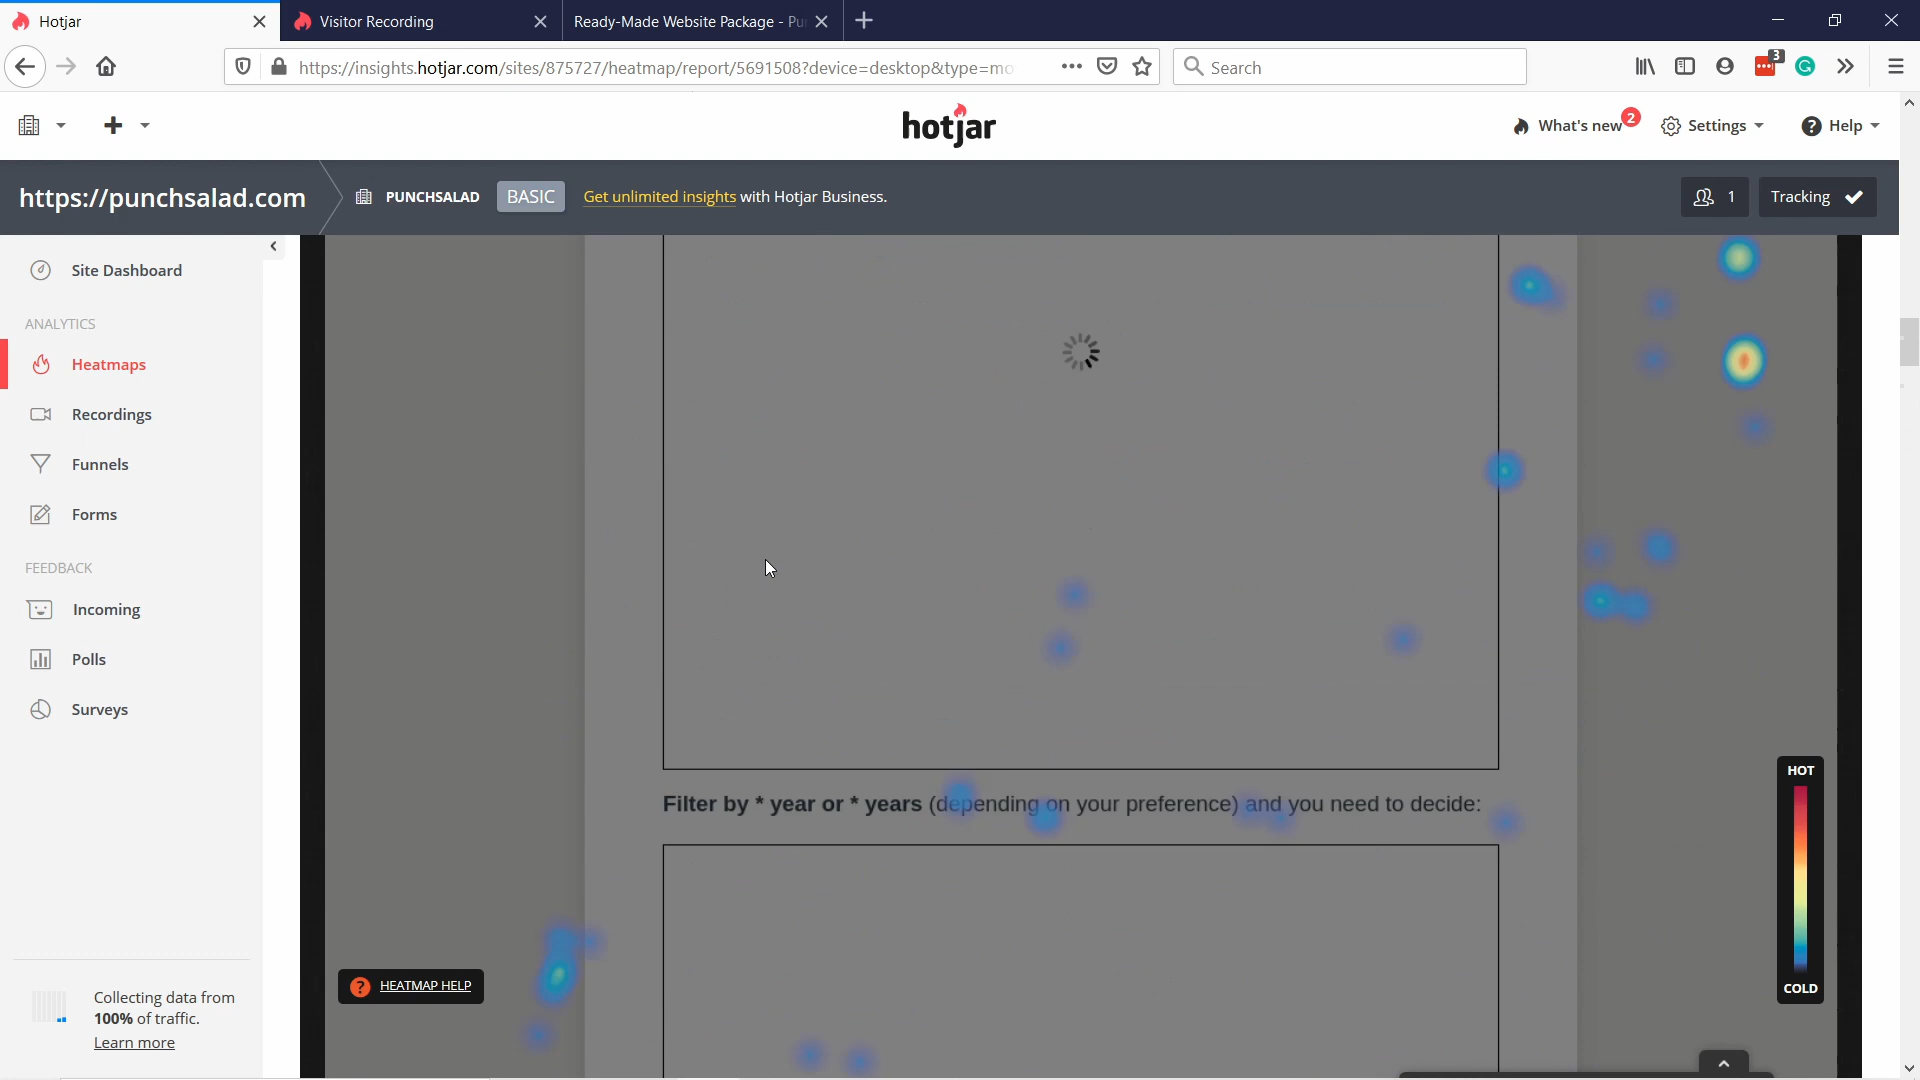 Hotjar
Visitor Recording
Ready-Made Website Package - Pu
https://insights.hotjar.com/sites/875727/heatmap/report/5691508?device=desktop&type=mo
Search
3
hotjar
What's new 2
Settings
Help
https://punchsalad.com
PUNCHSALAD
BASIC
Get unlimited insights with Hotjar Business.
1
Tracking
Site Dashboard
ANALYTICS
Heatmaps
Recordings
Funnels
Forms
FEEDBACK
Incoming
Polls
Surveys
Collecting data from
100% of traffic.
Learn more
Filter by * year or * years (depending on your preference) and you need to decide:
? HEATMAP HELP
HOT
COLD